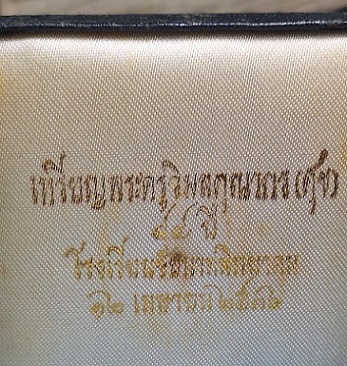 เหรียญพระครูวิมลคุณากร (ศุข)
๕๕ ปี
โรงเรียนชัยนาทพิทยาคม
๑๒ เมษายน